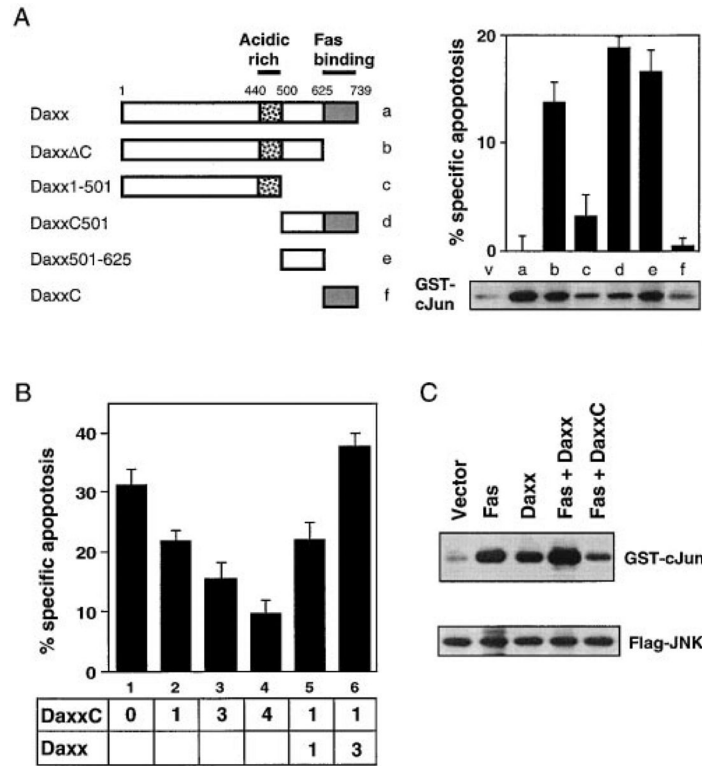 A
Acidic rich
Fas binding
1 440 500 625 739
Daxx a
DaxxΔC b
Daxx1-501 c
DaxxC501 d
Daxx501-625 e
DaxxC f
% specific apopotosis
20
10
0
v a b c d e f
GST-cJun
B
% specific apopotosis
40
30
20
10
0
1 2 3 4 5 6
DaxxC 0 1 3 4 1 1
Daxx 1 3
C
Vector
Fas
Daxx
Fas + Daxx
Fas + DaxxC
GST-cJun
Flag-JNK